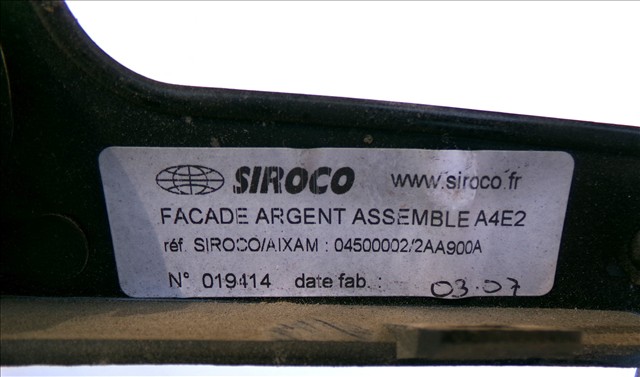 SIROCO www.siroco.fr
FACADE ARGENT ASSEMBLE A4E2
réf. SIROCO/AIXAM : 04500002/2AA900A
N° 019414 date fab. : 03.07